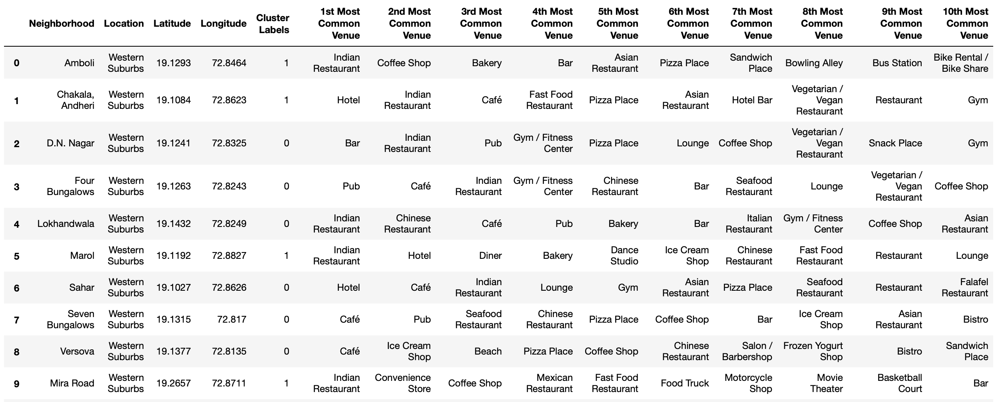 Neighborhood Location Latitude Longitude Cluster Labels 1st Most Common Venue 2nd Most Common Venue 3rd Most Common Venue 4th Most Common Venue 5th Most Common Venue 6th Most Common Venue 7th Most Common Venue 8th Most Common Venue 9th Most Common Venue 10th Most Common Venue
0 Amboli Western Suburbs 19.1293 72.8464 1 Indian Restaurant Coffee Shop Bakery Bar Asian Restaurant Pizza Place Sandwich Place Bowling Alley Bus Station Bike Rental / Bike Share
1 Chakala, Andheri Western Suburbs 19.1084 72.8623 1 Hotel Indian Restaurant Café Fast Food Restaurant Pizza Place Asian Restaurant Hotel Bar Vegetarian / Vegan Restaurant Restaurant Gym
2 D.N. Nagar Western Suburbs 19.1241 72.8325 0 Bar Indian Restaurant Pub Gym / Fitness Center Pizza Place Lounge Coffee Shop Vegetarian / Vegan Restaurant Snack Place Gym
3 Four Bungalows Western Suburbs 19.1263 72.8243 0 Pub Café Indian Restaurant Gym / Fitness Center Chinese Restaurant Bar Seafood Restaurant Lounge Vegetarian / Vegan Restaurant Coffee Shop
4 Lokhandwala Western Suburbs 19.1432 72.8249 0 Indian Restaurant Chinese Restaurant Café Pub Bakery Bar Italian Restaurant Gym / Fitness Center Coffee Shop Asian Restaurant
5 Marol Western Suburbs 19.1192 72.8827 1 Indian Restaurant Hotel Diner Bakery Dance Studio Ice Cream Shop Chinese Restaurant Fast Food Restaurant Restaurant Lounge
6 Sahar Western Suburbs 19.1027 72.8626 0 Hotel Café Indian Restaurant Lounge Gym Asian Restaurant Pizza Place Seafood Restaurant Restaurant Falafel Restaurant
7 Seven Bungalows Western Suburbs 19.1315 72.817 0 Café Pub Seafood Restaurant Chinese Restaurant Pizza Place Coffee Shop Bar Ice Cream Shop Asian Restaurant Bistro
8 Versova Western Suburbs 19.1377 72.8135 0 Café Ice Cream Shop Beach Pizza Place Coffee Shop Chinese Restaurant Salon / Barbershop Frozen Yogurt Shop Bistro Sandwich Place
9 Mira Road Western Suburbs 19.2657 72.8711 1 Indian Restaurant Convenience Store Coffee Shop Mexican Restaurant Fast Food Restaurant Food Truck Motorcycle Shop Movie Theater Basketball Court Bar